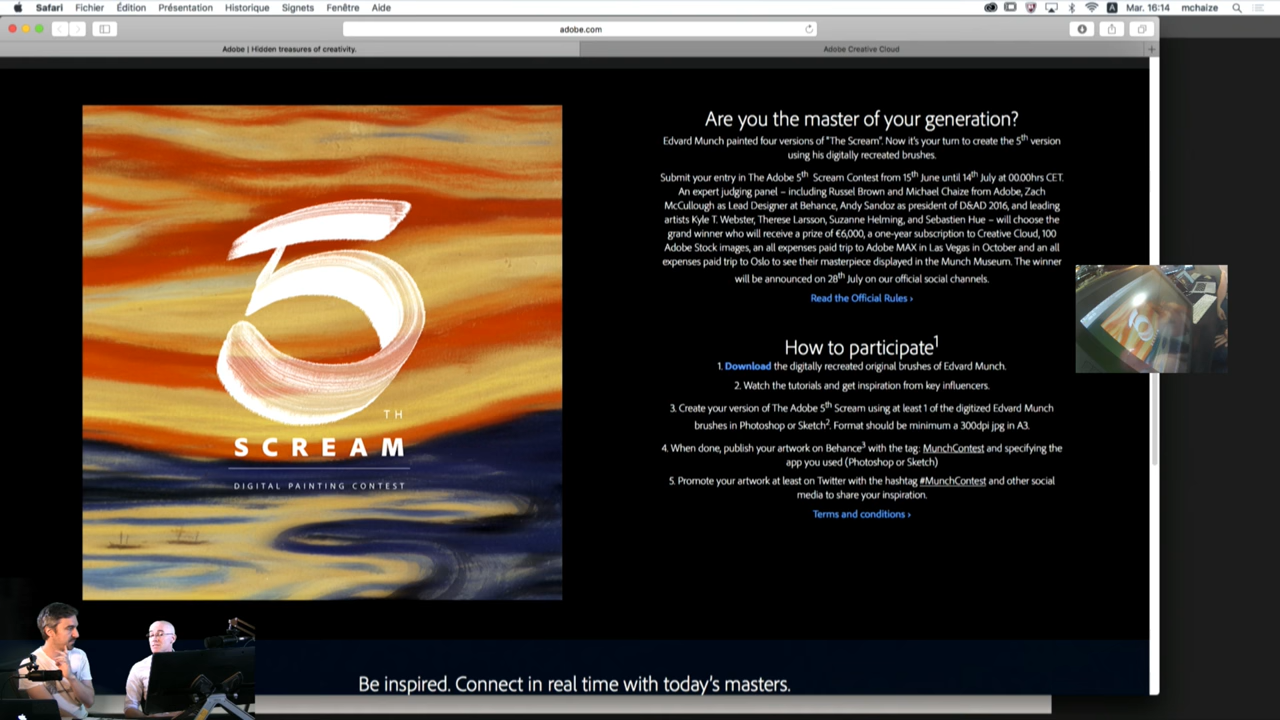 Safari Fichier Édition Présentation Historique Signets Fenêtre Aide Mar. 16:14 mchaize
adobe.com
Adobe | Hidden treasures of creativity. Adobe Creative Cloud
Are you the master of your generation?
Edvard Munch painted four versions of "The Scream". Now it's your turn to create the 5th version
using his digitally recreated brushes.
Submit your entry in The Adobe 5th Scream Contest from 15th June until 14th July at 00.00hrs CET.
An expert judging panel – including Russel Brown and Michael Chaize from Adobe, Zach
McCullough as Lead Designer at Behance, Andy Sandoz as president of D&AD 2016, and leading
artists Kyle T. Webster, Therese Larsson, Suzanne Helming, and Sebastien Hue – will choose the
grand winner who will receive a prize of €6,000, a one-year subscription to Creative Cloud, 100
Adobe Stock images, an all expenses paid trip to Adobe MAX in Las Vegas in October and an all
expenses paid trip to Oslo to see their masterpiece displayed in the Munch Museum. The winner
will be announced on 28th July on our official social channels.
Read the Official Rules ›
How to participate1
1. Download the digitally recreated original brushes of Edvard Munch.
2. Watch the tutorials and get inspiration from key influencers.
3. Create your version of The Adobe 5th Scream using at least 1 of the digitized Edvard Munch
brushes in Photoshop or Sketch2. Format should be minimum a 300dpi jpg in A3.
4. When done, publish your artwork on Behance3 with the tag: MunchContest and specifying the
app you used (Photoshop or Sketch)
5. Promote your artwork at least on Twitter with the hashtag #MunchContest and other social
media to share your inspiration.
Terms and conditions ›
5
TH
SCREAM
DIGITAL PAINTING CONTEST
Be inspired. Connect in real time with today's masters.